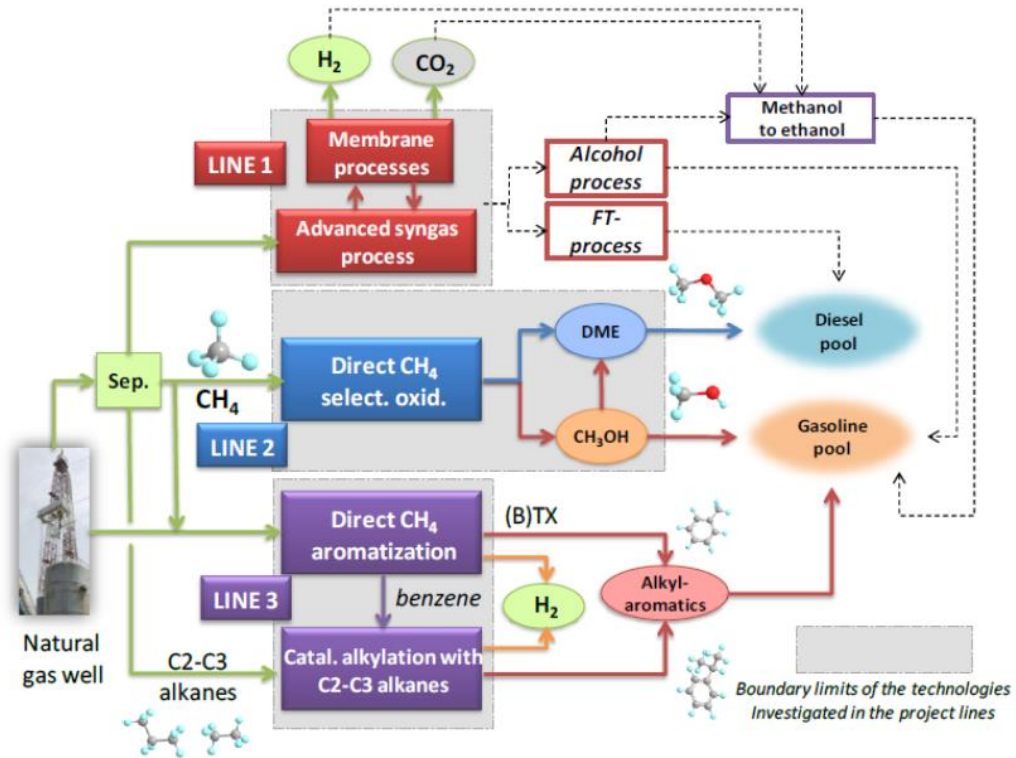 H₂
CO₂
Methanol
to ethanol
Membrane
processes
LINE 1
Alcohol
process
Advanced syngas
process
FT-
process
Sep.
CH₄
Direct CH₄
select. oxid.
DME
Diesel
pool
LINE 2
CH₃OH
Gasoline
pool
Direct CH₄
aromatization
(B)TX
LINE 3
benzene
H₂
Alkyl-
aromatics
Natural
gas well
C2-C3
alkanes
Catal. alkylation with
C2-C3 alkanes
Boundary limits of the technologies
Investigated in the project lines